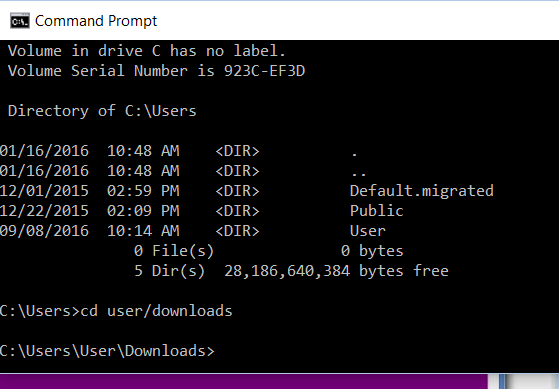 Command Prompt
Volume in drive C has no label.
Volume Serial Number is 923C-EF3D
Directory of C:\Users
01/16/2016  10:48 AM    <DIR>          .
01/16/2016  10:48 AM    <DIR>          ..
12/01/2015  02:59 PM    <DIR>          Default.migrated
12/22/2015  02:09 PM    <DIR>          Public
09/08/2016  10:14 AM    <DIR>          User
0 File(s)              0 bytes
5 Dir(s)  28,186,640,384 bytes free
C:\Users>cd user/downloads
C:\Users\User\Downloads>